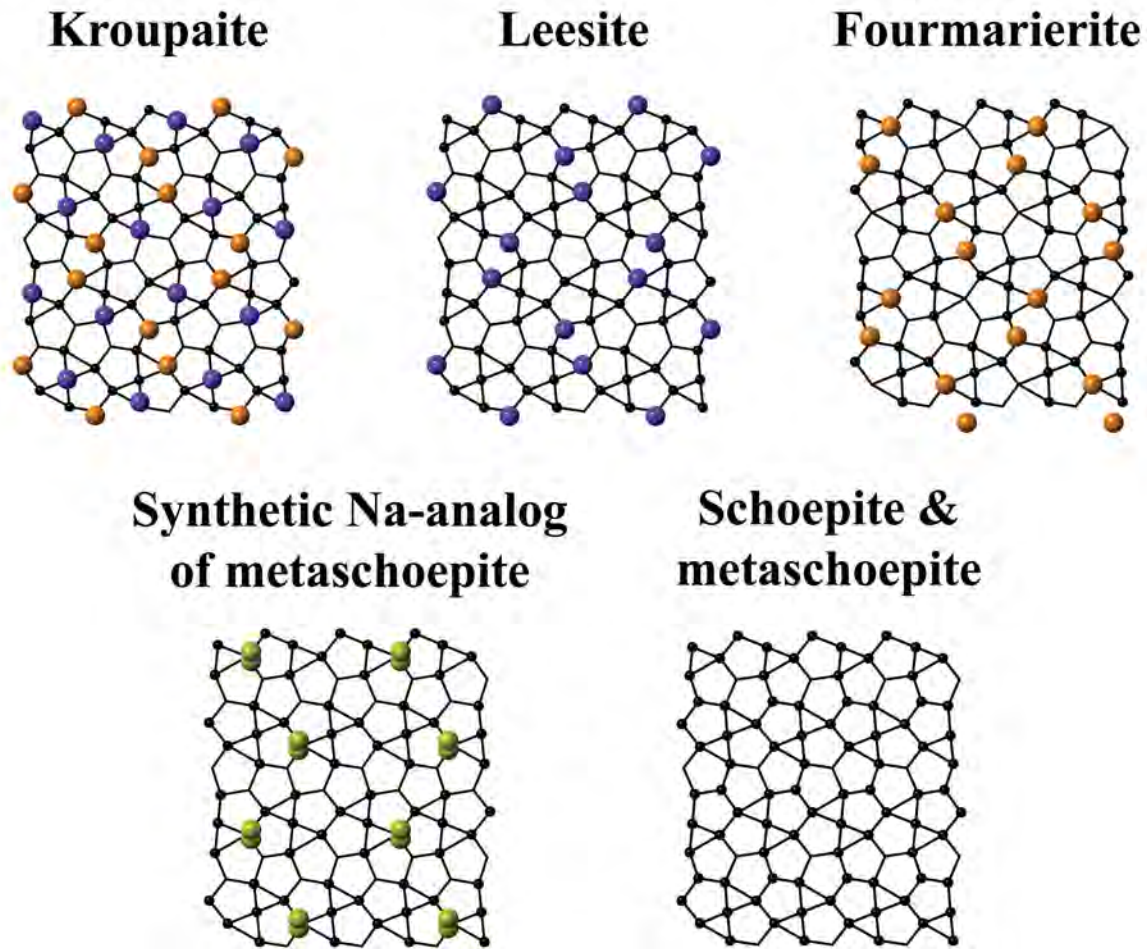 Kroupaite
Leesite
Fourmarierite
Synthetic Na-analog
of metaschoepite
Schoepite &
metaschoepite